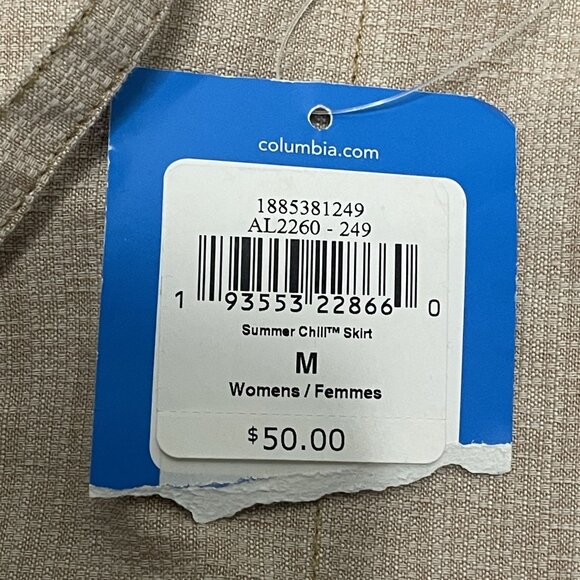 columbia.com
1885381249
AL2260 - 249
1 93553 22866 0
Summer Chill™ Skirt
M
Womens / Femmes
$50.00